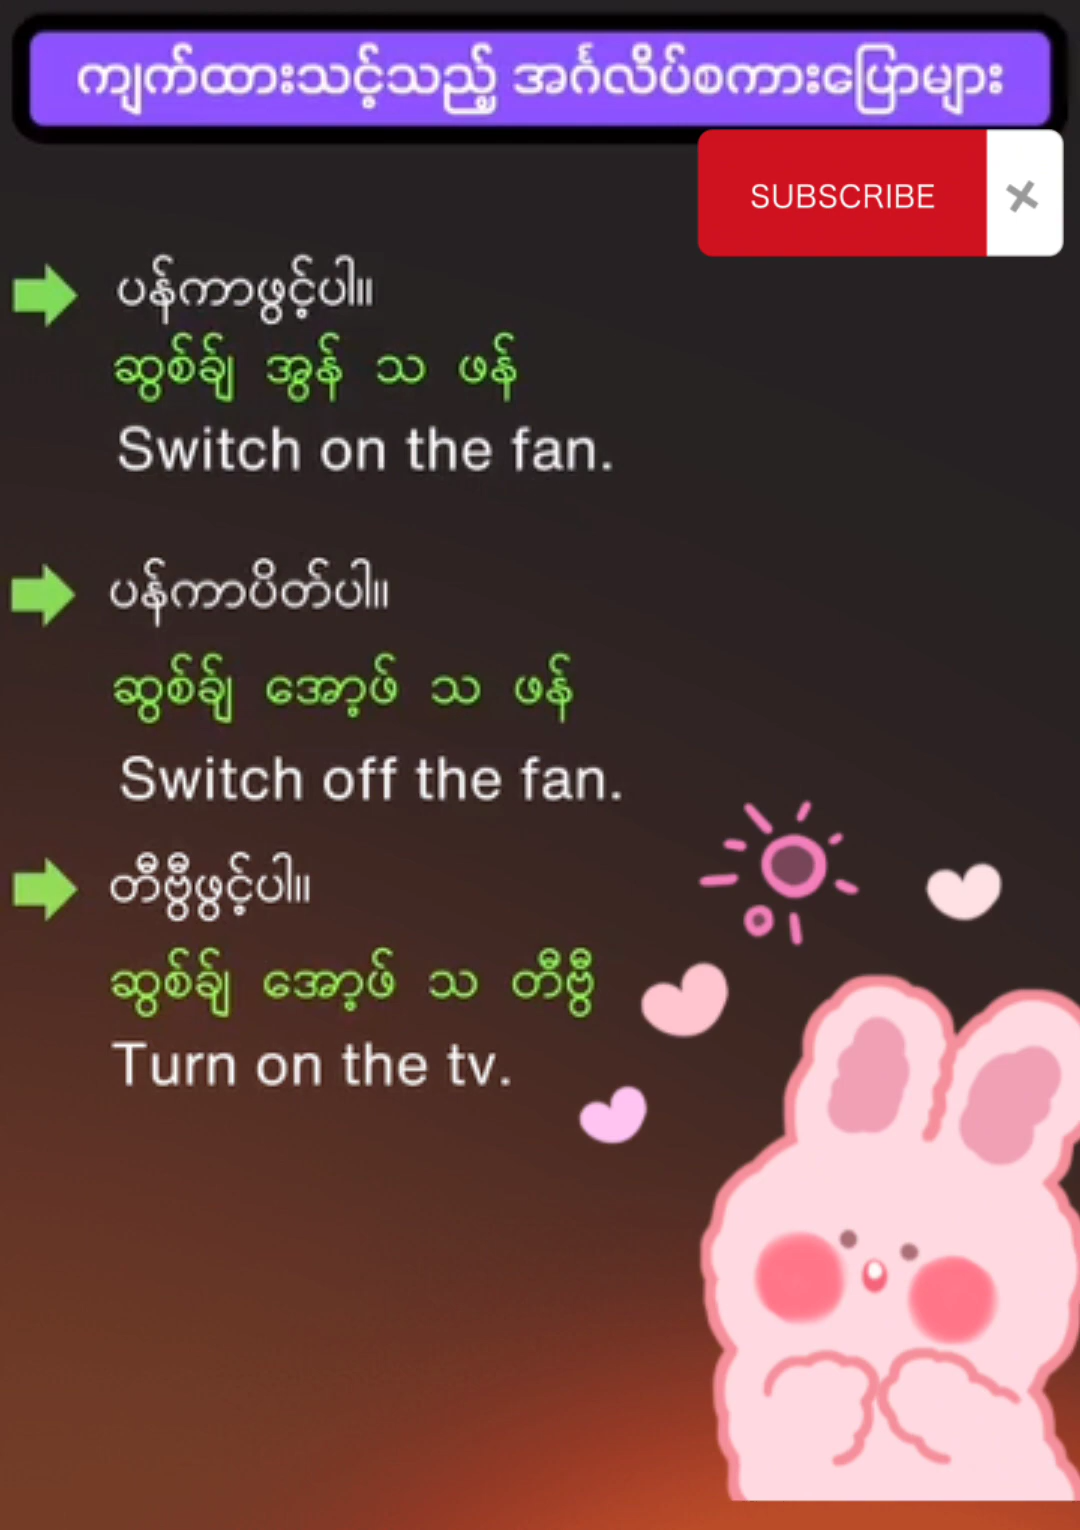 ကျက်ထားသင့်သည့် အင်္ဂလိပ်စကားပြောများ
SUBSCRIBE
ပန်ကာဖွင့်ပါ။
ဆွစ်ချ် အွန် သ ဖန်
Switch on the fan.
ပန်ကာပိတ်ပါ။
ဆွစ်ချ် အော့ဖ် သ ဖန်
Switch off the fan.
တီဗွီဖွင့်ပါ။
ဆွစ်ချ် အော့ဖ် သ တီဗွီ
Turn on the tv.